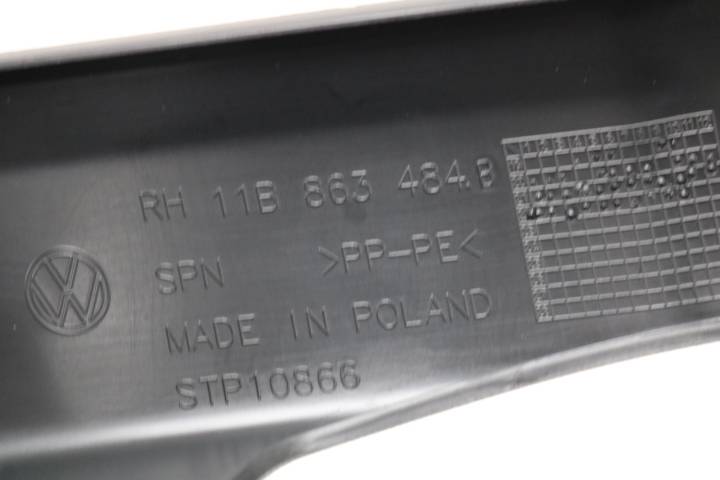 RH 11B 863 484.B
SPN >PP-PE<
MADE IN POLAND
STP10866